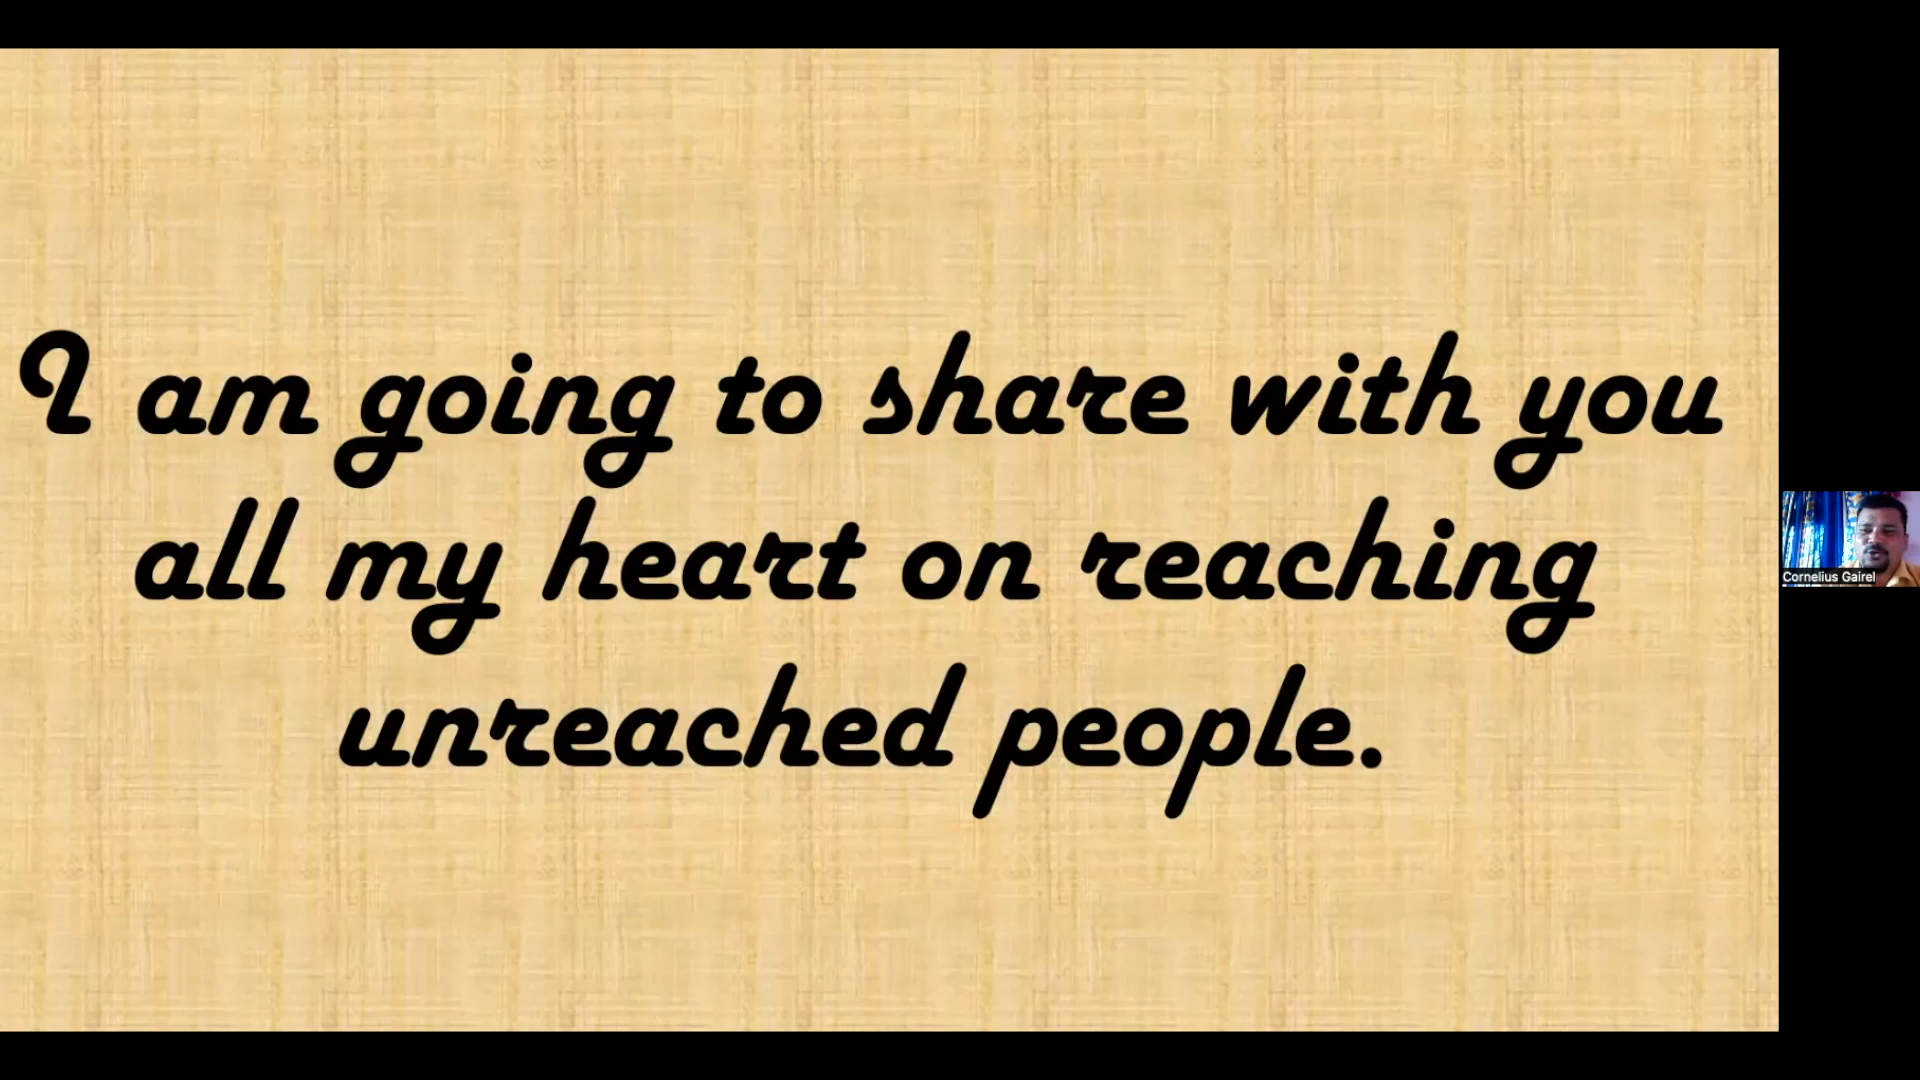 I am going to share with you
all my heart on reaching
unreached people.
Cornelius Gairel